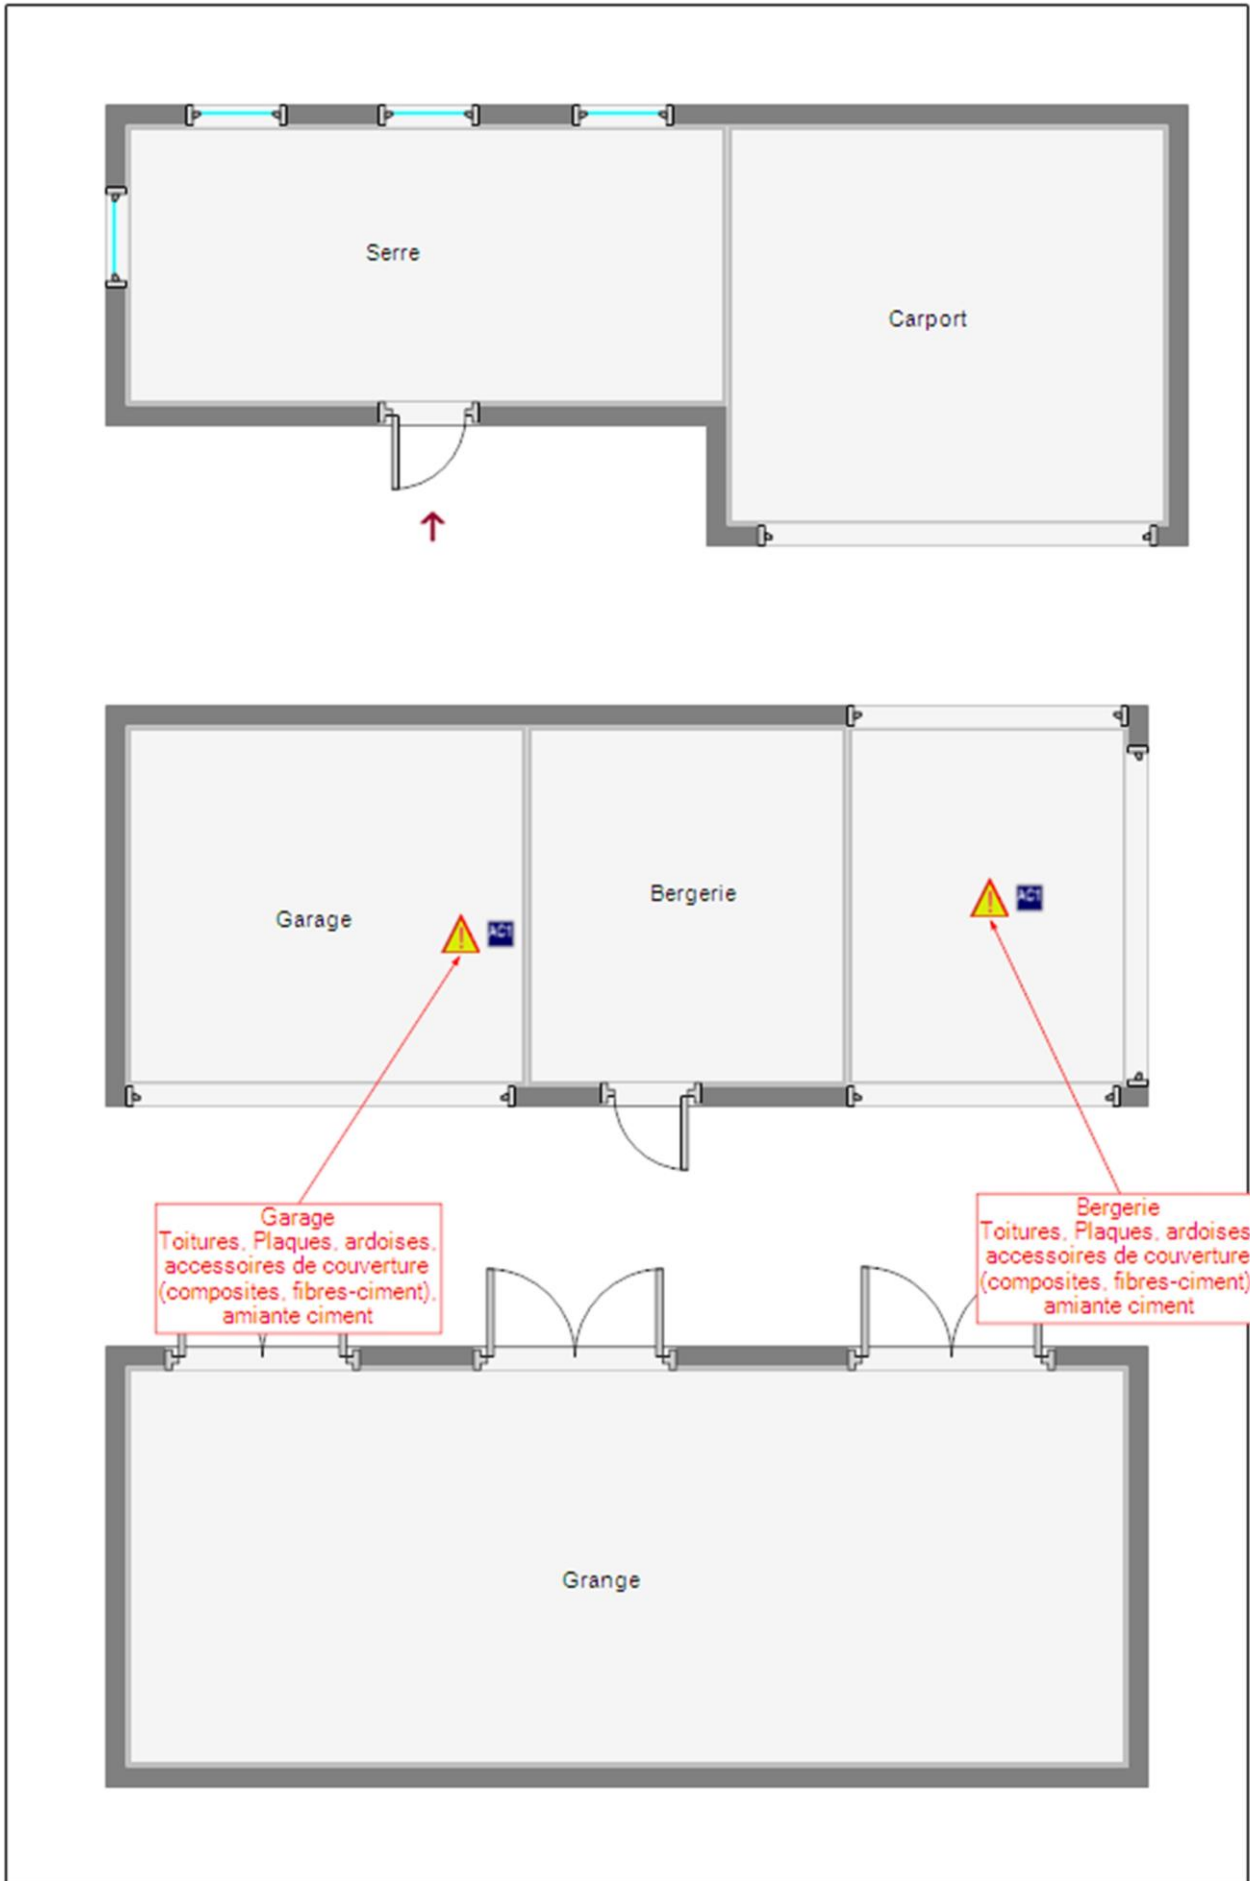 Serre
Carport
Garage
AC1
Bergerie
AC1
Garage
Toitures, Plaques, ardoises,
accessoires de couverture
(composites, fibres-ciment),
amiante ciment
Bergerie
Toitures, Plaques, ardoises
accessoires de couverture
(composites, fibres-ciment)
amiante ciment
Grange